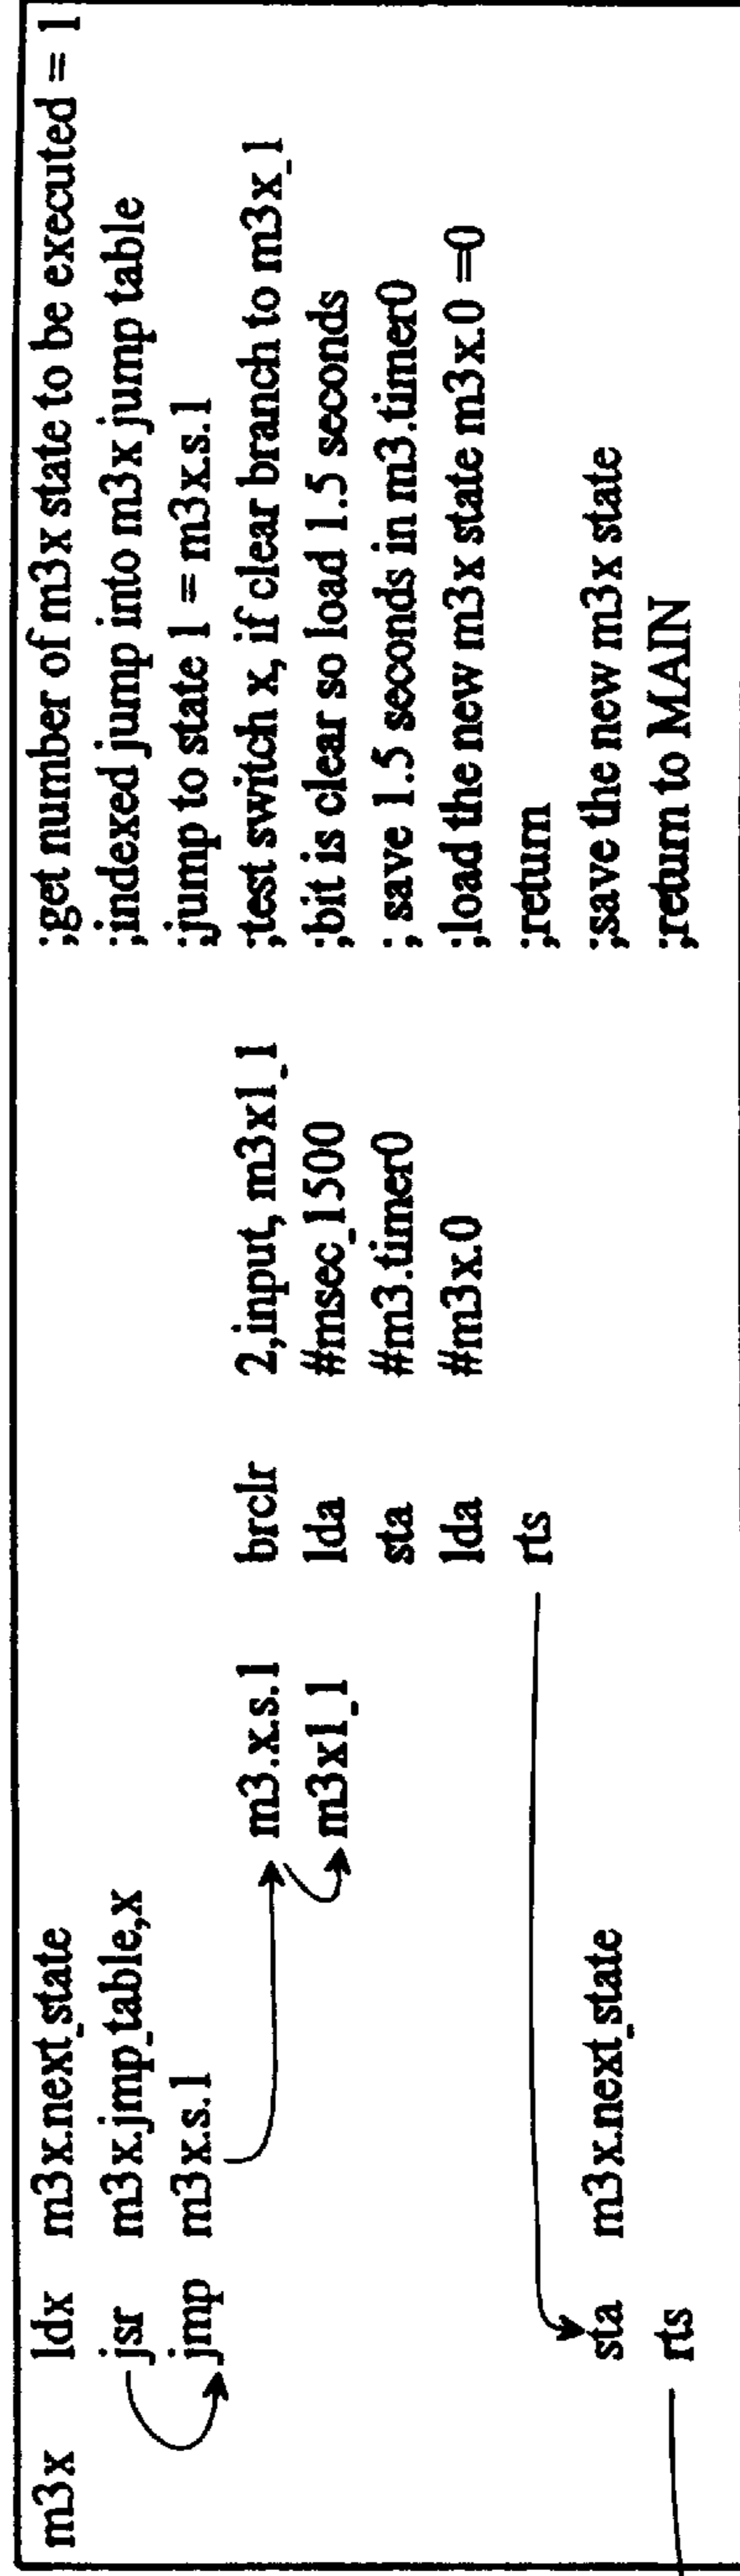 m3x ldx m3x.next_state ;get number of m3x state to be executed = 1
jsr m3x.jmp_table,x ;indexed jump into m3x jump table
jmp m3x.s.1 ;jump to state 1 = m3x.s.1
m3.x.s.1 brclr 2,input, m3x1_1 ;test switch x, if clear branch to m3x_1
m3x1_1 lda #msec_1500 ;bit is clear so load 1.5 seconds
sta #m3.timer0 ; save 1.5 seconds in m3.timer0
lda #m3x.0 ;load the new m3x state m3x.0 =0
rts ;return
sta m3x.next_state ;save the new m3x state
rts ;return to MAIN